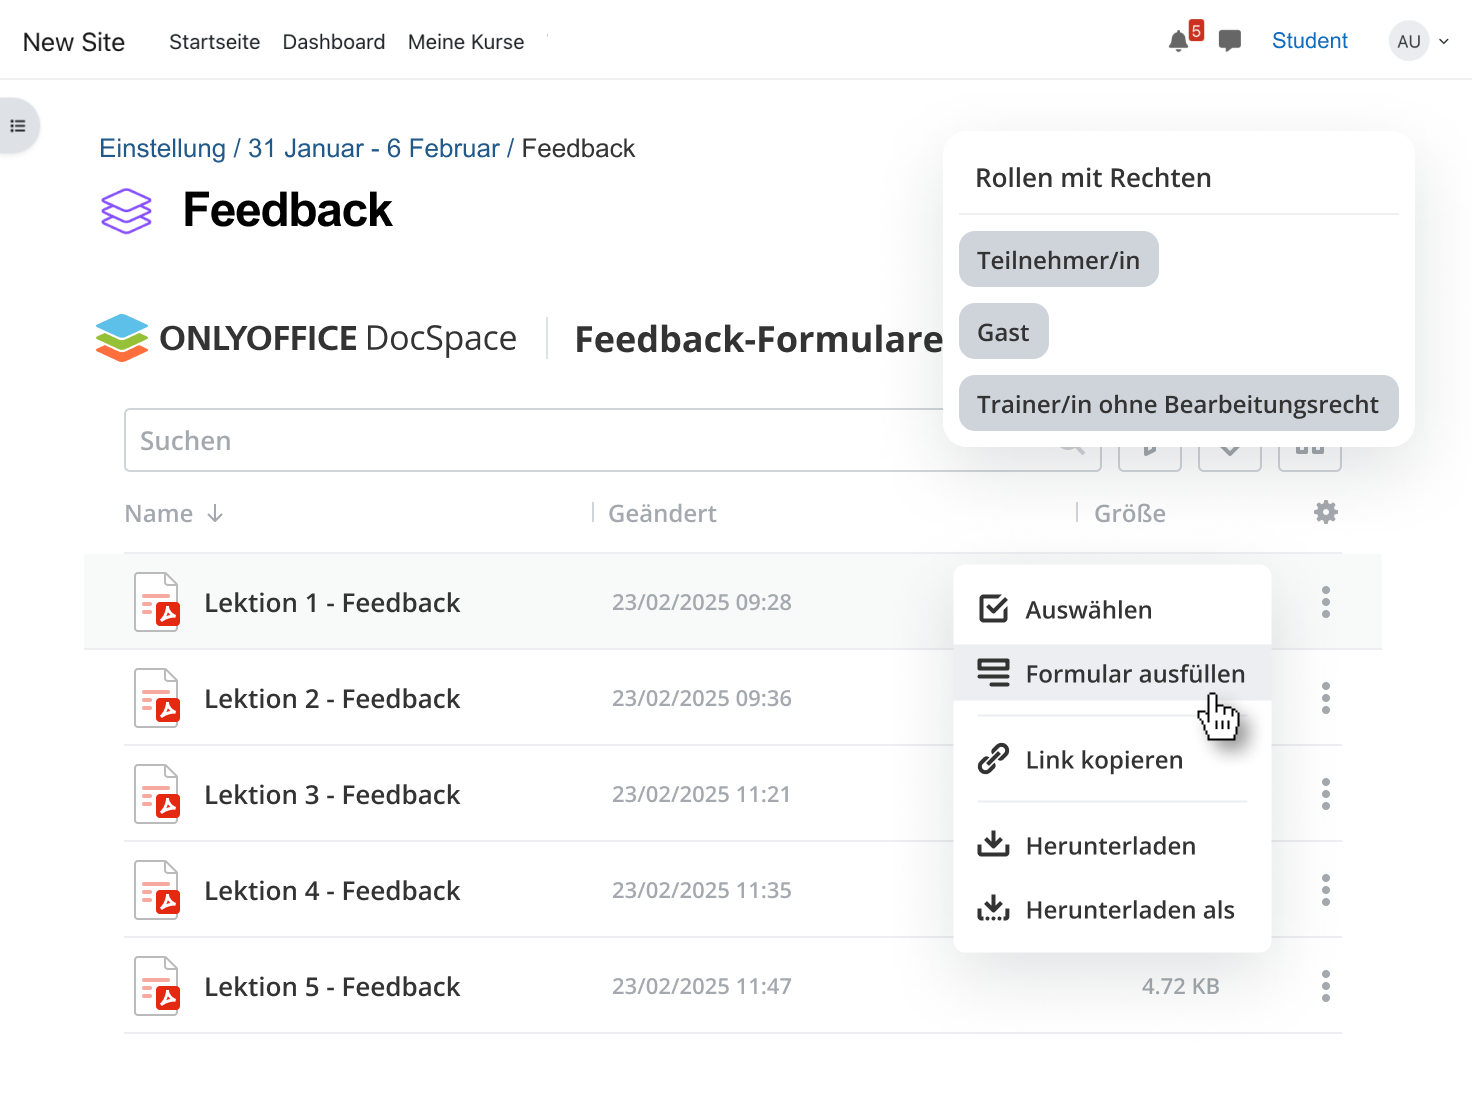 New Site
Startseite
Dashboard
Meine Kurse
5
Student
AU
Einstellung / 31 Januar - 6 Februar / Feedback
Feedback
Rollen mit Rechten
Teilnehmer/in
Gast
Trainer/in ohne Bearbeitungsrecht
ONLYOFFICE DocSpace
Feedback-Formulare
Suchen
Name
Geändert
Größe
Lektion 1 - Feedback
23/02/2025 09:28
Lektion 2 - Feedback
23/02/2025 09:36
Lektion 3 - Feedback
23/02/2025 11:21
Lektion 4 - Feedback
23/02/2025 11:35
Lektion 5 - Feedback
23/02/2025 11:47
4.72 KB
Auswählen
Formular ausfüllen
Link kopieren
Herunterladen
Herunterladen als